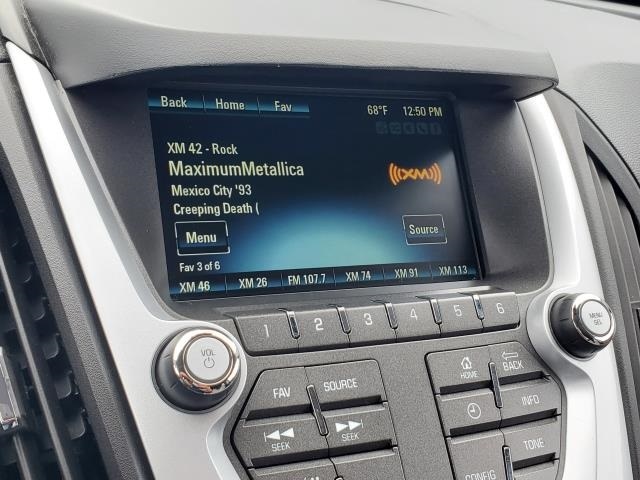 Back Home Fav 68°F 12:50 PM
XM 42 - Rock
MaximumMetallica
((XM))
Mexico City '93
Creeping Death (
Menu Source
Fav 3 of 6
XM 46 XM 26 FM 107.7 XM 74 XM 91 XM 113
1 2 3 4 5 6
VOL
MENU
SEL
FAV SOURCE
HOME BACK
INFO
SEEK SEEK
TONE
CONFIG